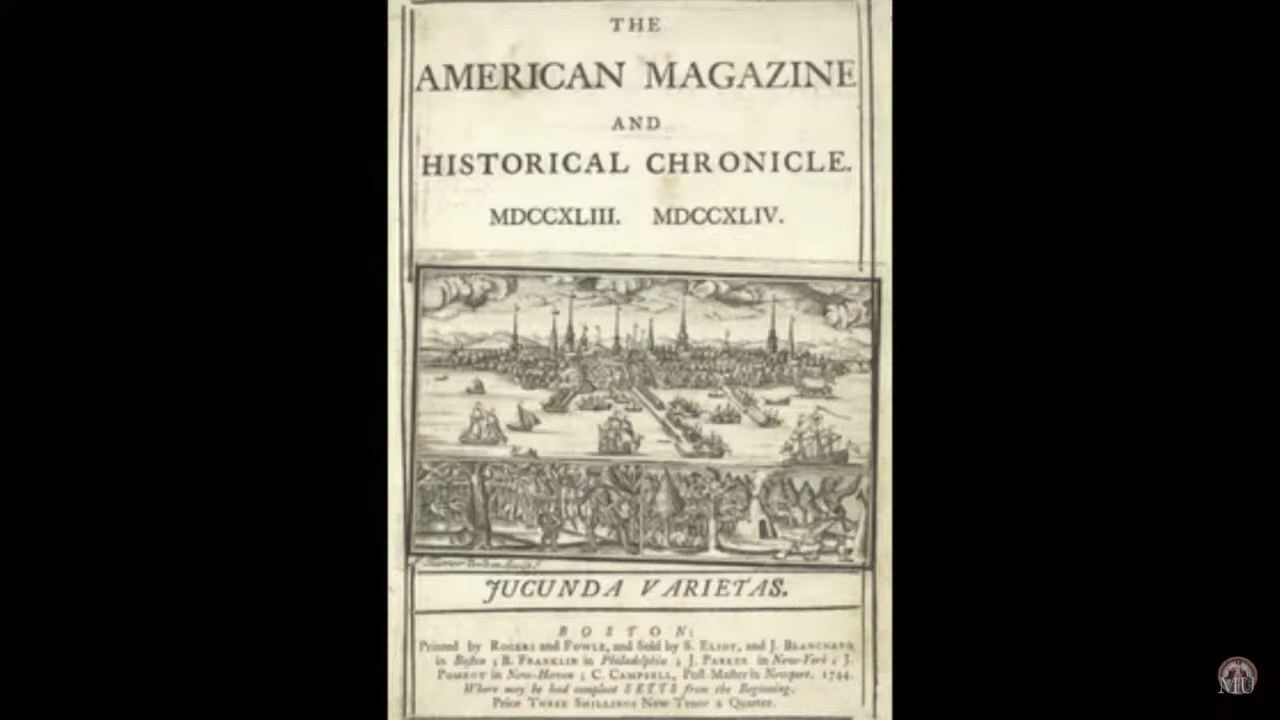 THE
AMERICAN MAGAZINE
AND
HISTORICAL CHRONICLE.
MDCCXLIII. MDCCXLIV.
JUCUNDA VARIETAS.
BOSTON:
Printed by ROGERS and FOWLE, and Sold by S. ELIOT, and J. BLANCHARD,
in Boston; B. FRANKLIN in Philadelphia; J. PARKER in New-York; J.
POMROY in New-Haven; C. CAMPBELL, Post-Master in Newport. 1744.
Where may be had compleat SETTS from the Beginning.
Price THREE SHILLINGS New Tenor a Quarter.
MU